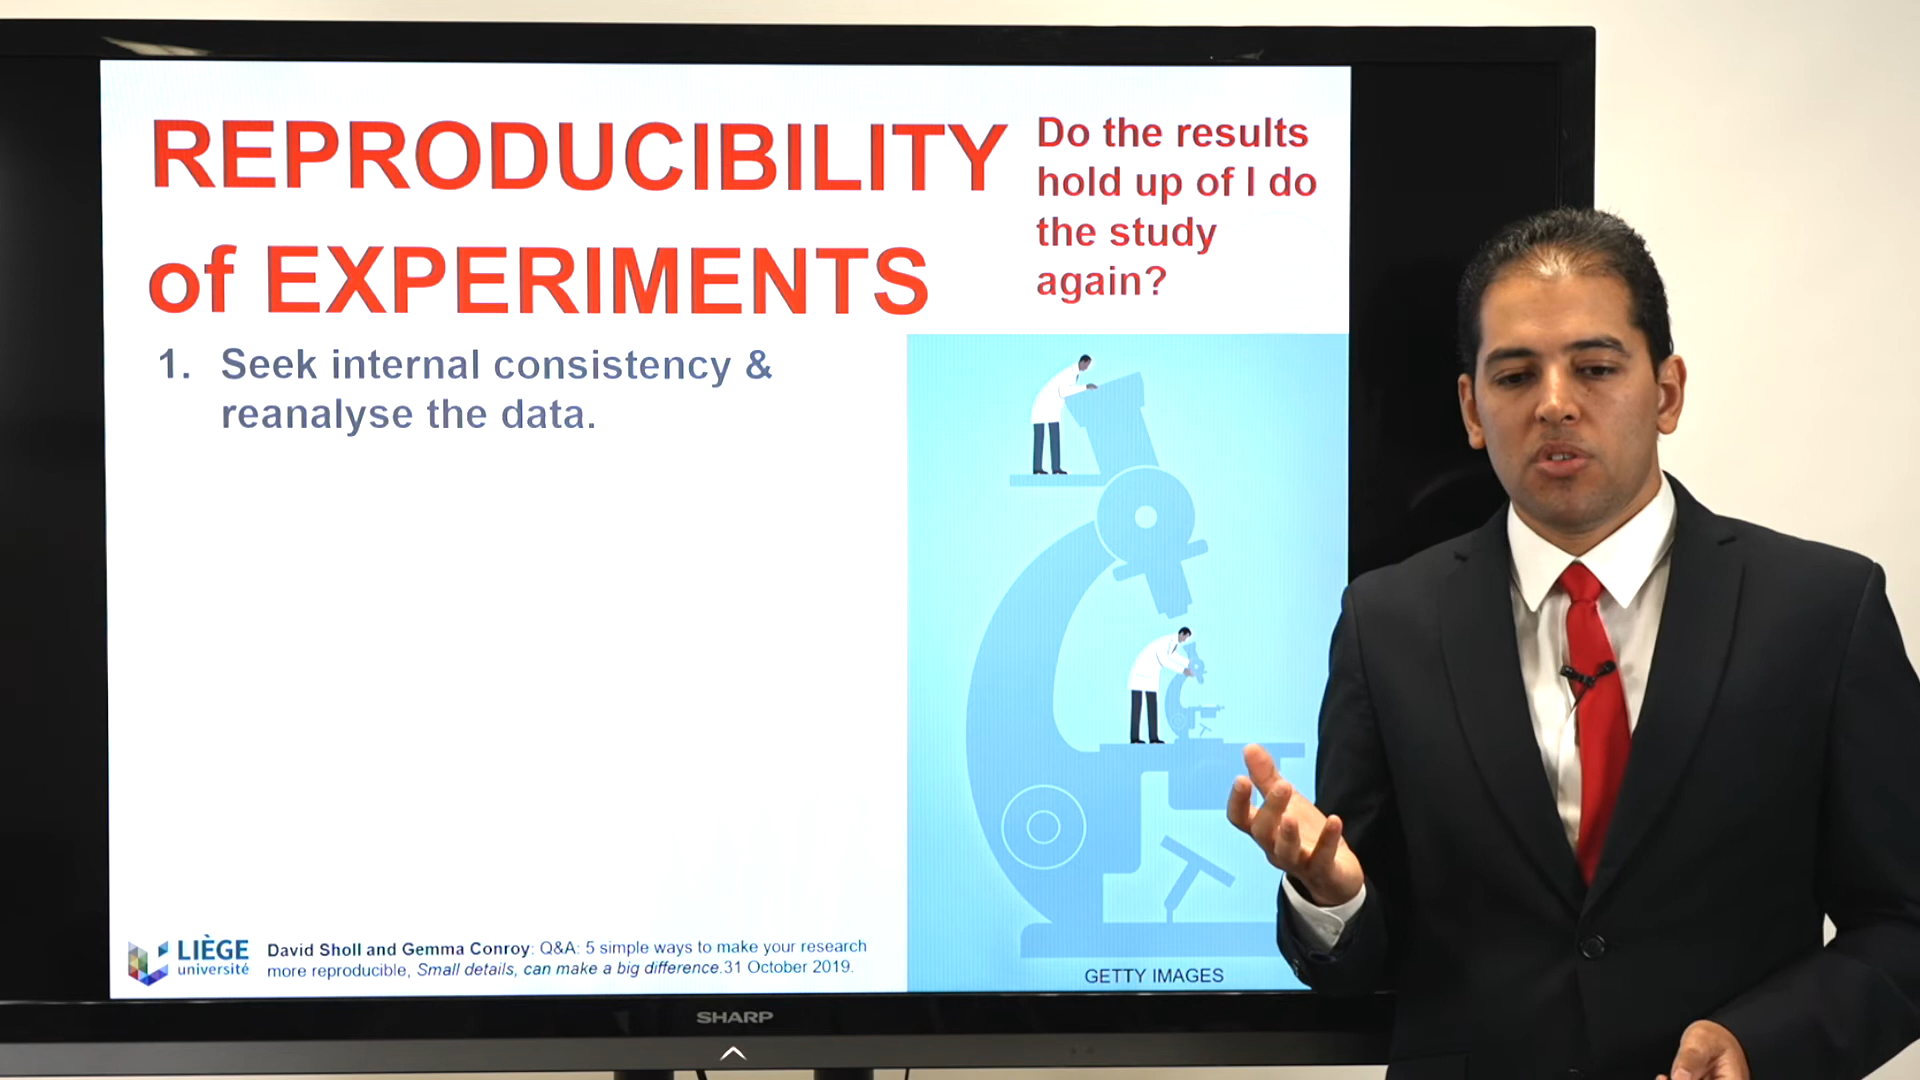 REPRODUCIBILITY
of EXPERIMENTS
Do the results
hold up of I do
the study
again?
1. Seek internal consistency &
reanalyse the data.
LIÈGE
université
David Sholl and Gemma Conroy: Q&A: 5 simple ways to make your research
more reproducible, Small details, can make a big difference.31 October 2019.
GETTY IMAGES
SHARP